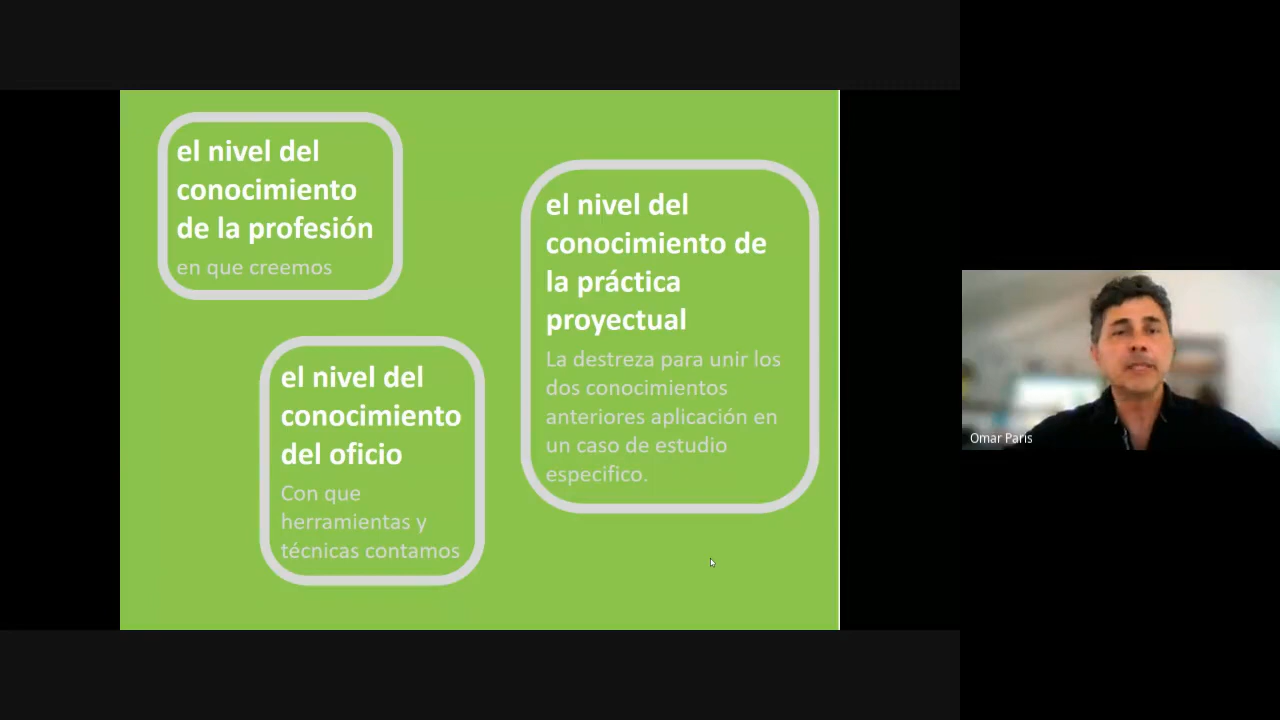 el nivel del
conocimiento
de la profesión
en que creemos
el nivel del
conocimiento
del oficio
Con que
herramientas y
técnicas contamos
el nivel del
conocimiento de
la práctica
proyectual
La destreza para unir los
dos conocimientos
anteriores aplicación en
un caso de estudio
especifico.
Omar Paris